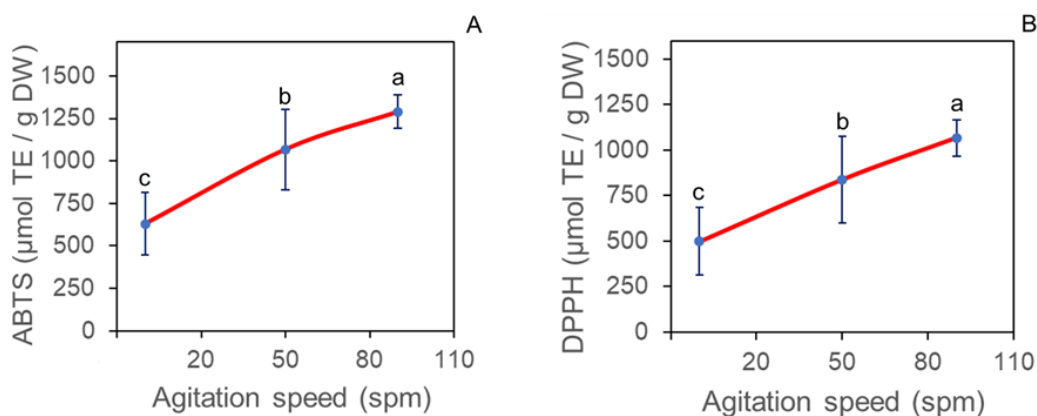 A
ABTS (µmol TE / g DW)
1500
1250
1000
750
500
250
0
c
b
a
20
50
80
110
Agitation speed (spm)
B
DPPH (µmol TE / g DW)
1500
1250
1000
750
500
250
0
c
b
a
20
50
80
110
Agitation speed (spm)